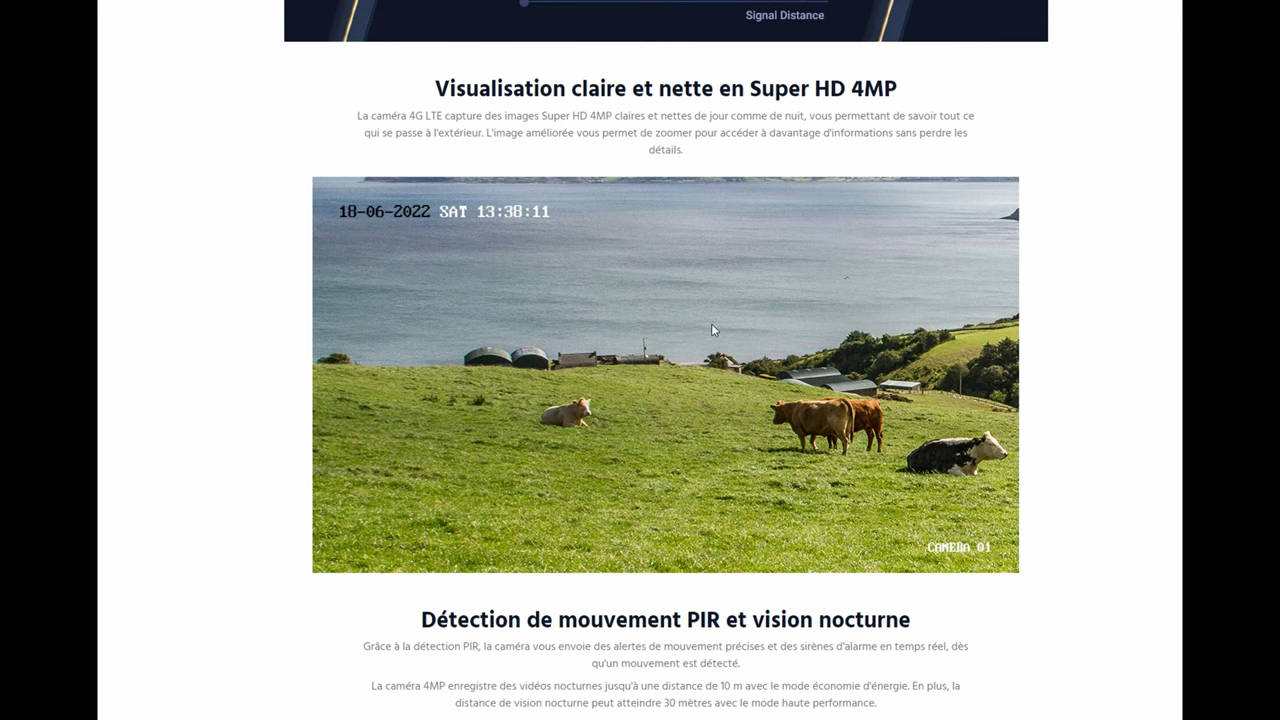 Signal Distance
Visualisation claire et nette en Super HD 4MP
La caméra 4G LTE capture des images Super HD 4MP claires et nettes de jour comme de nuit, vous permettant de savoir tout ce
qui se passe à l'extérieur. L'image améliorée vous permet de zoomer pour accéder à davantage d'informations sans perdre les
détails.
18-06-2022 SAT 13:38:11
CAMERA 01
Détection de mouvement PIR et vision nocturne
Grâce à la détection PIR, la caméra vous envoie des alertes de mouvement précises et des sirènes d'alarme en temps réel, dès
qu'un mouvement est détecté.
La caméra 4MP enregistre des vidéos nocturnes jusqu'à une distance de 10 m avec le mode économie d'énergie. En plus, la
distance de vision nocturne peut atteindre 30 mètres avec le mode haute performance.